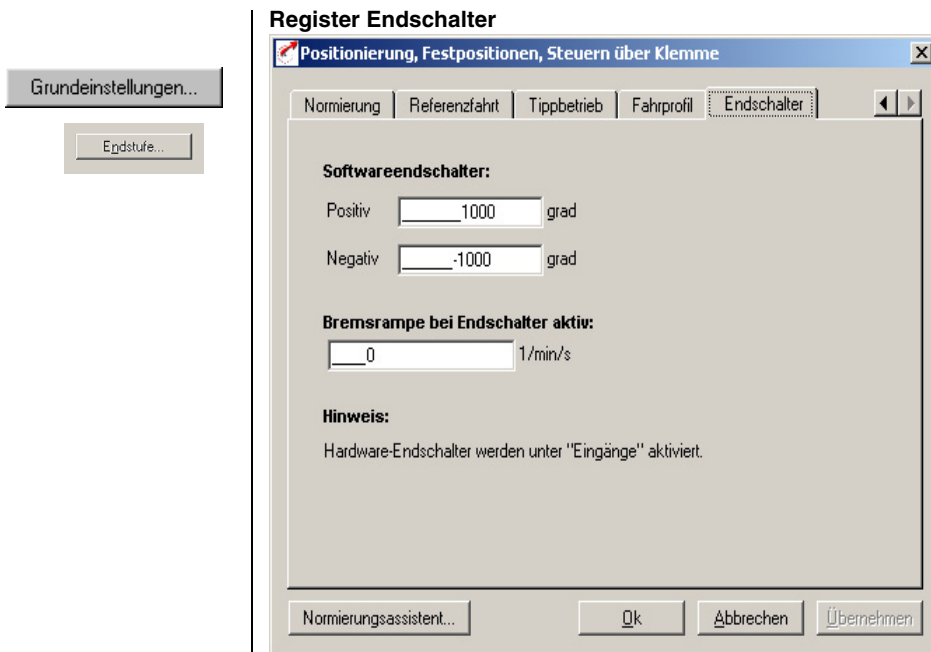 Register Endschalter
Grundeinstellungen...
Endstufe...
Positionierung, Festpositionen, Steuern über Klemme
Normierung Referenzfahrt Tippbetrieb Fahrprofil Endschalter
Softwareendschalter:
Positiv ______1000 grad
Negativ _____-1000 grad
Bremsrampe bei Endschalter aktiv:
____0 1/min/s
Hinweis:
Hardware-Endschalter werden unter "Eingänge" aktiviert.
Normierungsassistent... Ok Abbrechen Übernehmen